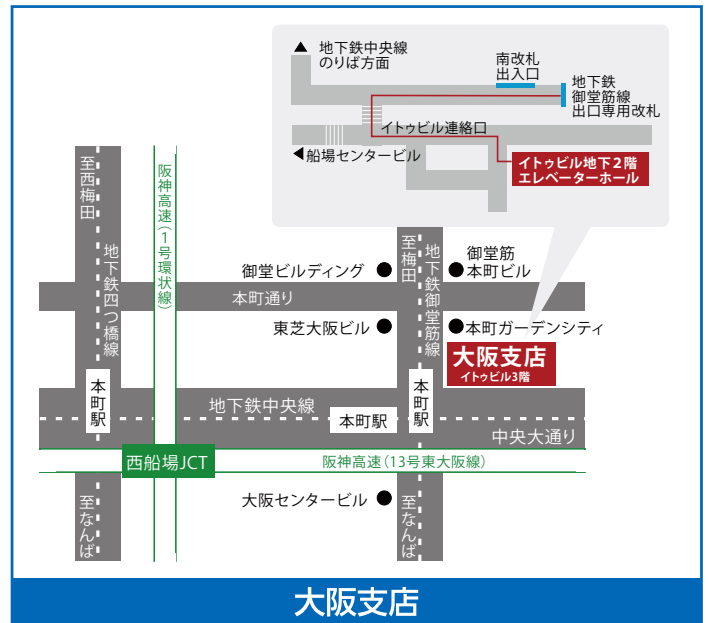 ▲ 地下鉄中央線
のりば方面
南改札
出入口
地下鉄
御堂筋線
出口専用改札
イトゥビル連絡口
◀船場センタービル
イトゥビル地下2階
エレベーターホール
至西梅田
地下鉄四つ橋線
阪神高速(1号環状線)
至梅田
地下鉄御堂筋線
御堂筋
本町ビル
御堂ビルディング
本町通り
東芝大阪ビル
本町ガーデンシティ
大阪支店
イトゥビル3階
本町駅
地下鉄中央線
本町駅
本町駅
中央大通り
西船場JCT
阪神高速(13号東大阪線)
至なんば
大阪センタービル
至なんば
大阪支店